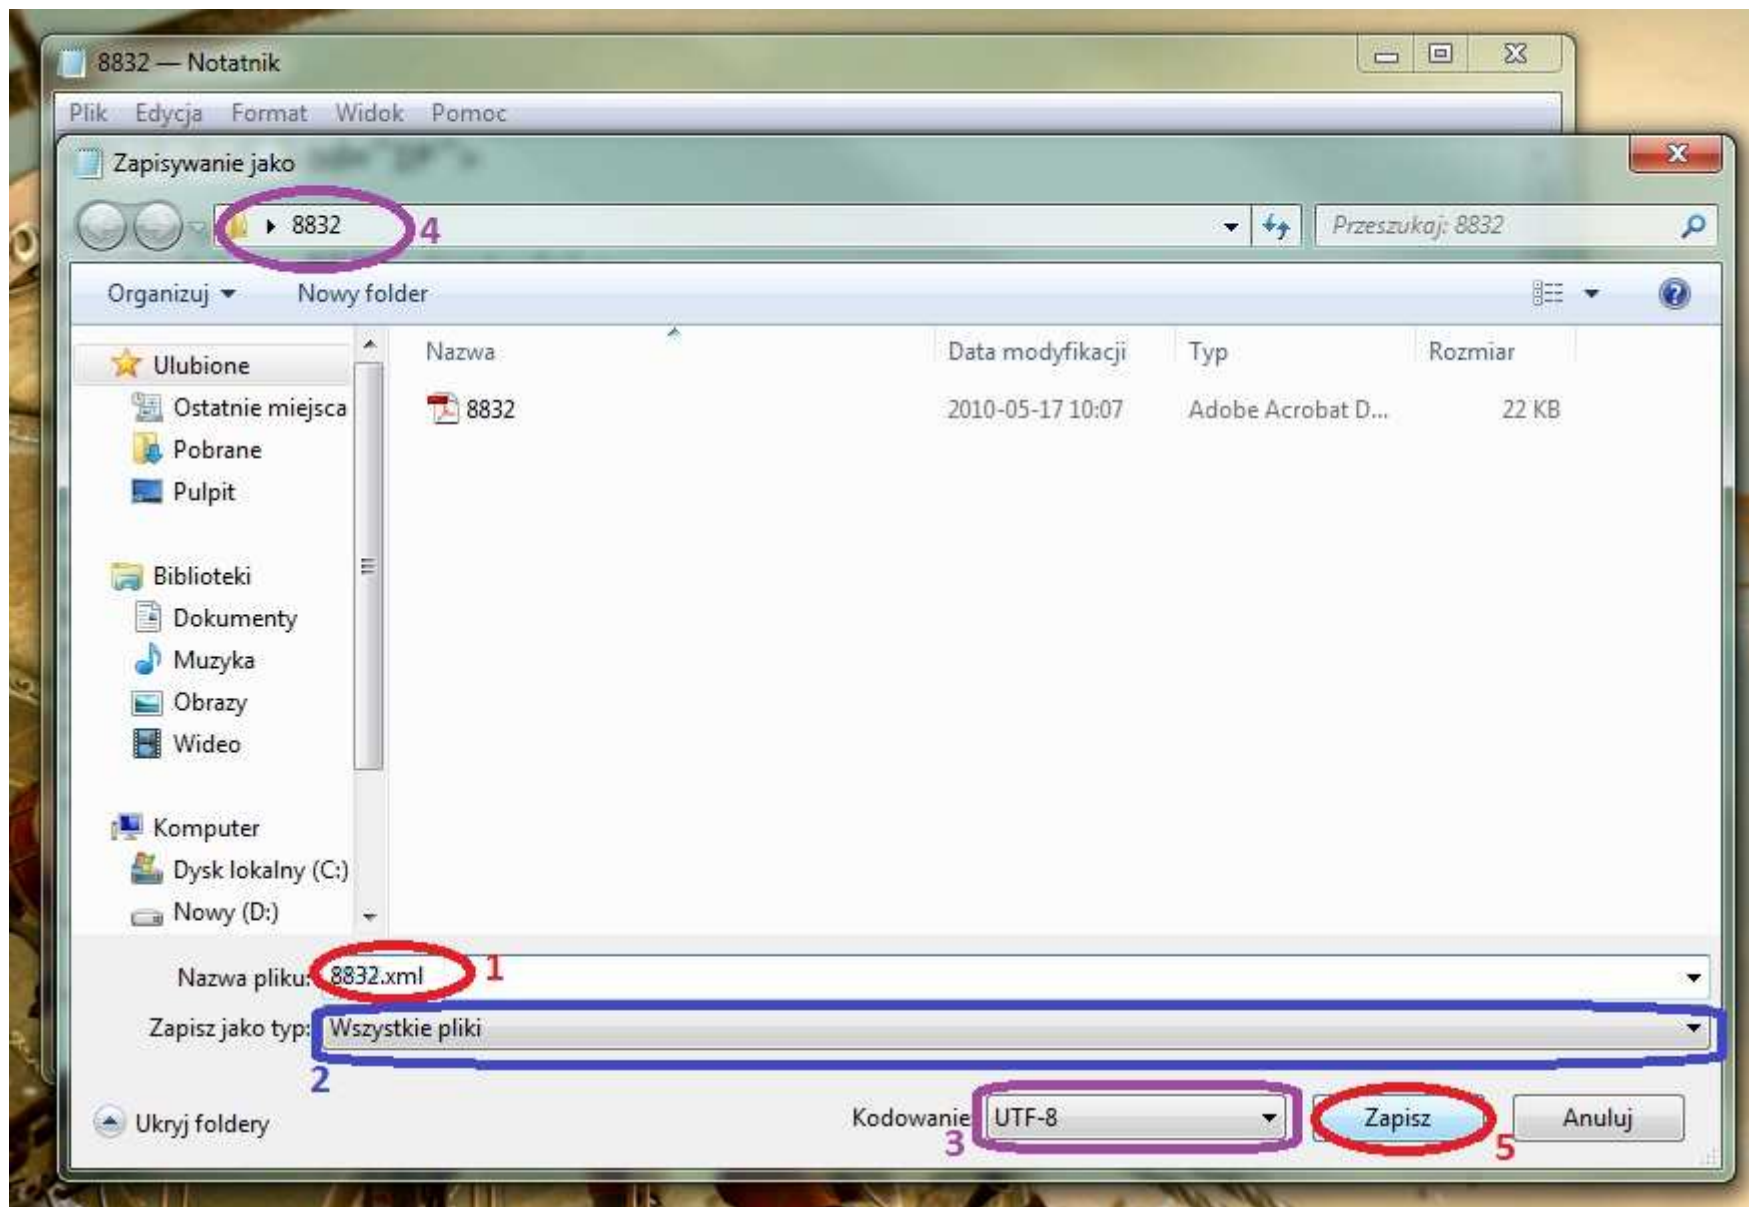 8832 — Notatnik
Plik Edycja Format Widok Pomoc
Zapisywanie jako
8832 4 Przeszukaj: 8832
Organizuj Nowy folder
Nazwa Data modyfikacji Typ Rozmiar
8832 2010-05-17 10:07 Adobe Acrobat D... 22 KB
Ulubione
Ostatnie miejsca
Pobrane
Pulpit
Biblioteki
Dokumenty
Muzyka
Obrazy
Wideo
Komputer
Dysk lokalny (C:)
Nowy (D:)
Nazwa pliku: 8832.xml 1
Zapisz jako typ: Wszystkie pliki
2
Ukryj foldery Kodowanie: UTF-8 Zapisz Anuluj
3 5